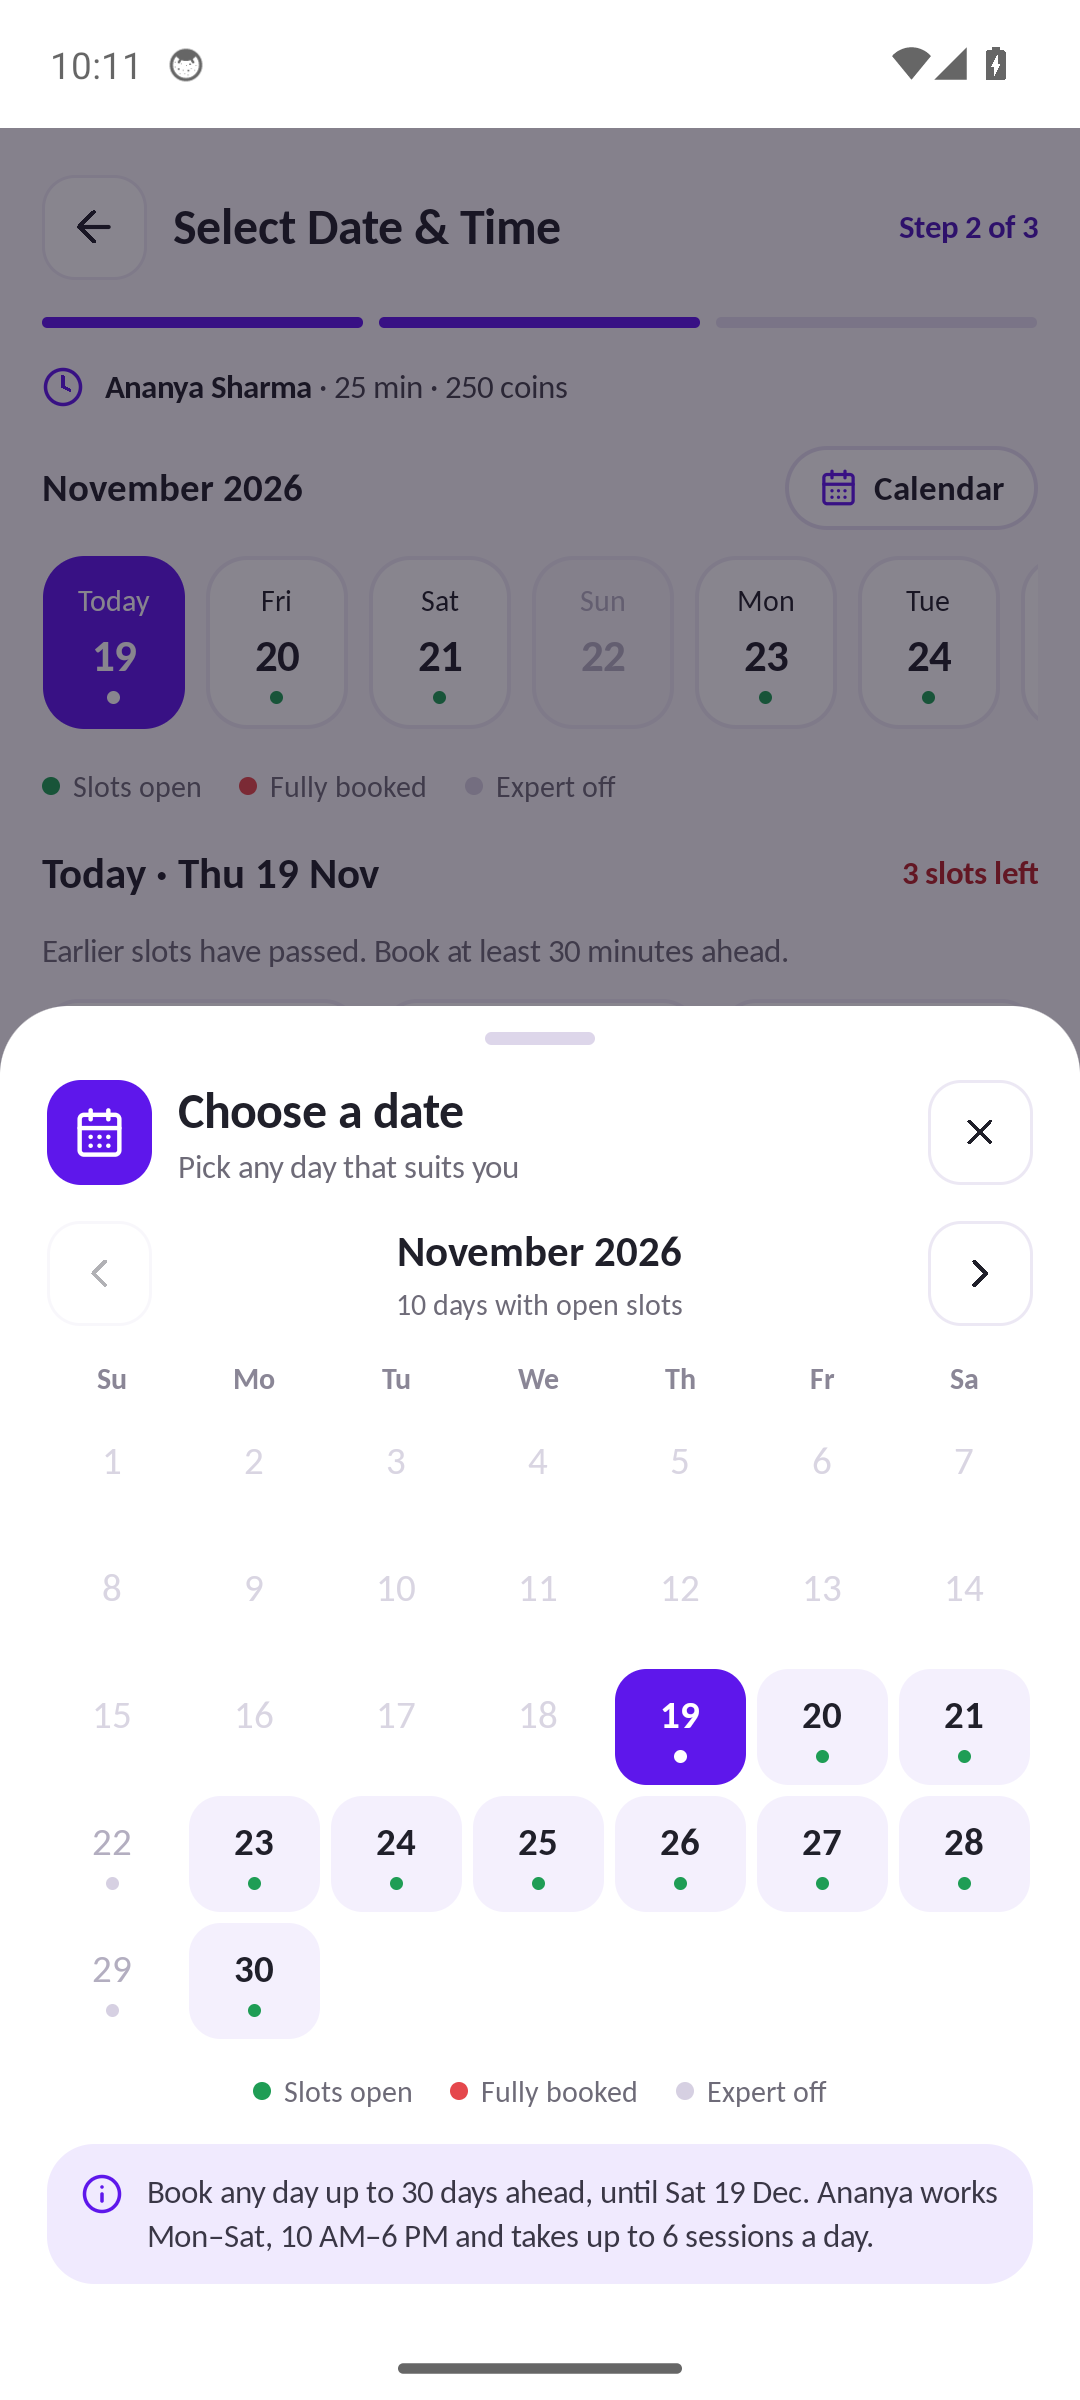 10:11
Select Date & Time
Step 2 of 3
Ananya Sharma · 25 min · 250 coins
November 2026
Calendar
Today Fri Sat Sun Mon Tue
19 20 21 22 23 24
Slots open Fully booked Expert off
Today · Thu 19 Nov
3 slots left
Earlier slots have passed. Book at least 30 minutes ahead.
Choose a date
Pick any day that suits you
November 2026
10 days with open slots
Su Mo Tu We Th Fr Sa
1 2 3 4 5 6 7
8 9 10 11 12 13 14
15 16 17 18 19 20 21
22 23 24 25 26 27 28
29 30
Slots open Fully booked Expert off
Book any day up to 30 days ahead, until Sat 19 Dec. Ananya works
Mon–Sat, 10 AM–6 PM and takes up to 6 sessions a day.